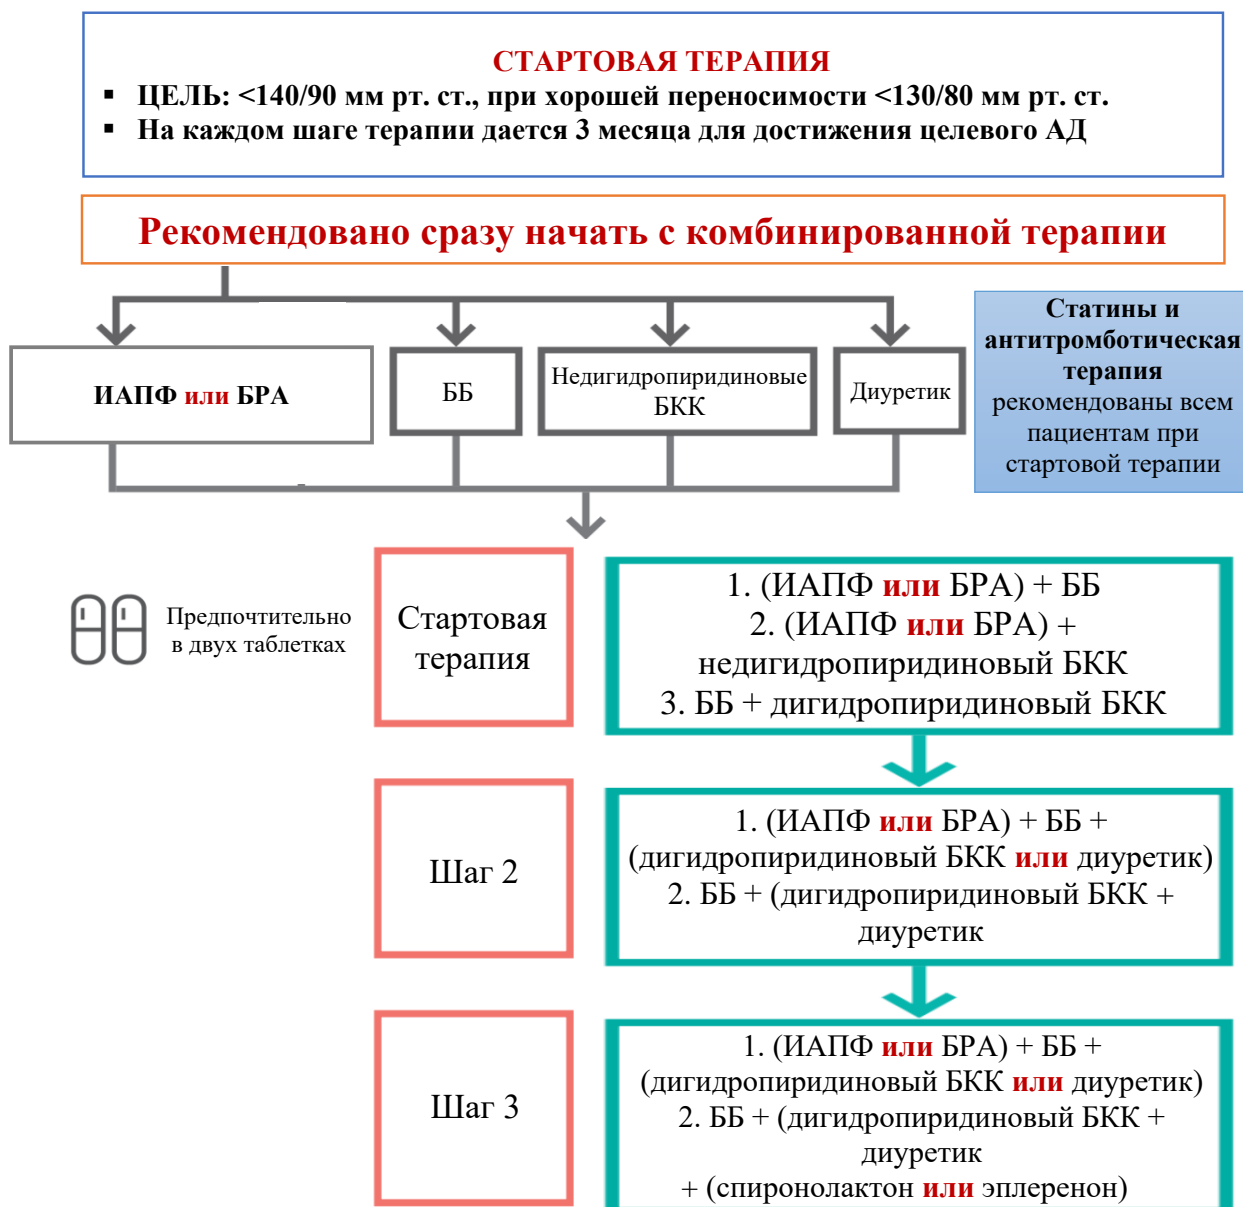 СТАРТОВАЯ ТЕРАПИЯ
▪ ЦЕЛЬ: <140/90 мм рт. ст., при хорошей переносимости <130/80 мм рт. ст.
▪ На каждом шаге терапии дается 3 месяца для достижения целевого АД
Рекомендовано сразу начать с комбинированной терапии
ИАПФ или БРА
ББ
Недигидропиридиновые
БКК
Диуретик
Статины и
антитромботическая
терапия
рекомендованы всем
пациентам при
стартовой терапии
Предпочтительно
в двух таблетках
Стартовая
терапия
1. (ИАПФ или БРА) + ББ
2. (ИАПФ или БРА) +
недигидропиридиновый БКК
3. ББ + дигидропиридиновый БКК
Шаг 2
1. (ИАПФ или БРА) + ББ +
(дигидропиридиновый БКК или диуретик)
2. ББ + (дигидропиридиновый БКК +
диуретик
Шаг 3
1. (ИАПФ или БРА) + ББ +
(дигидропиридиновый БКК или диуретик)
2. ББ + (дигидропиридиновый БКК +
диуретик
+ (спиронолактон или эплеренон)